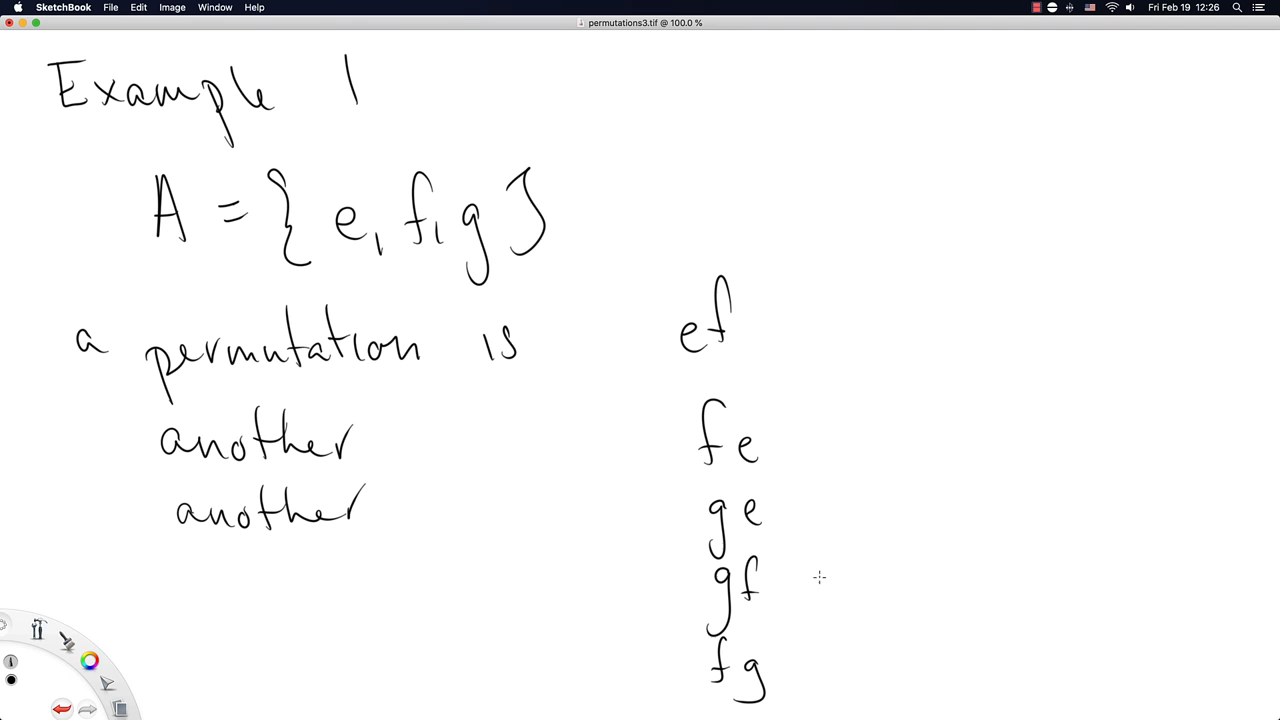 SketchBook File Edit Image Window Help Fri Feb 19 12:26
permutations3.tif @ 100.0 %
Example 1
A = { e, f, g }
a permutation is ef
another fe
another ge
gf
fg